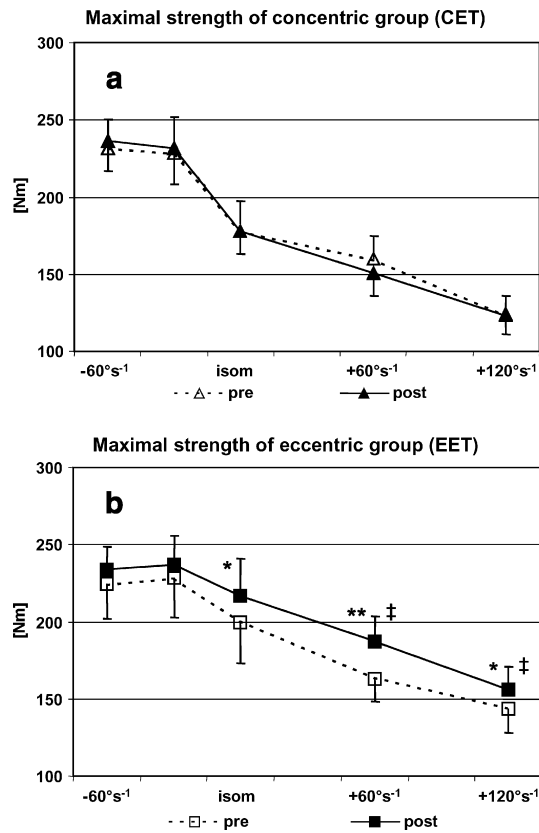 Maximal strength of concentric group (CET)
300
a
250
[Nm]
200
150
100
-60°s-1 isom +60°s-1 +120°s-1
pre post
Maximal strength of eccentric group (EET)
300
b
250
*
** ‡
[Nm]
200
* ‡
150
100
-60°s-1 isom +60°s-1 +120°s-1
pre post